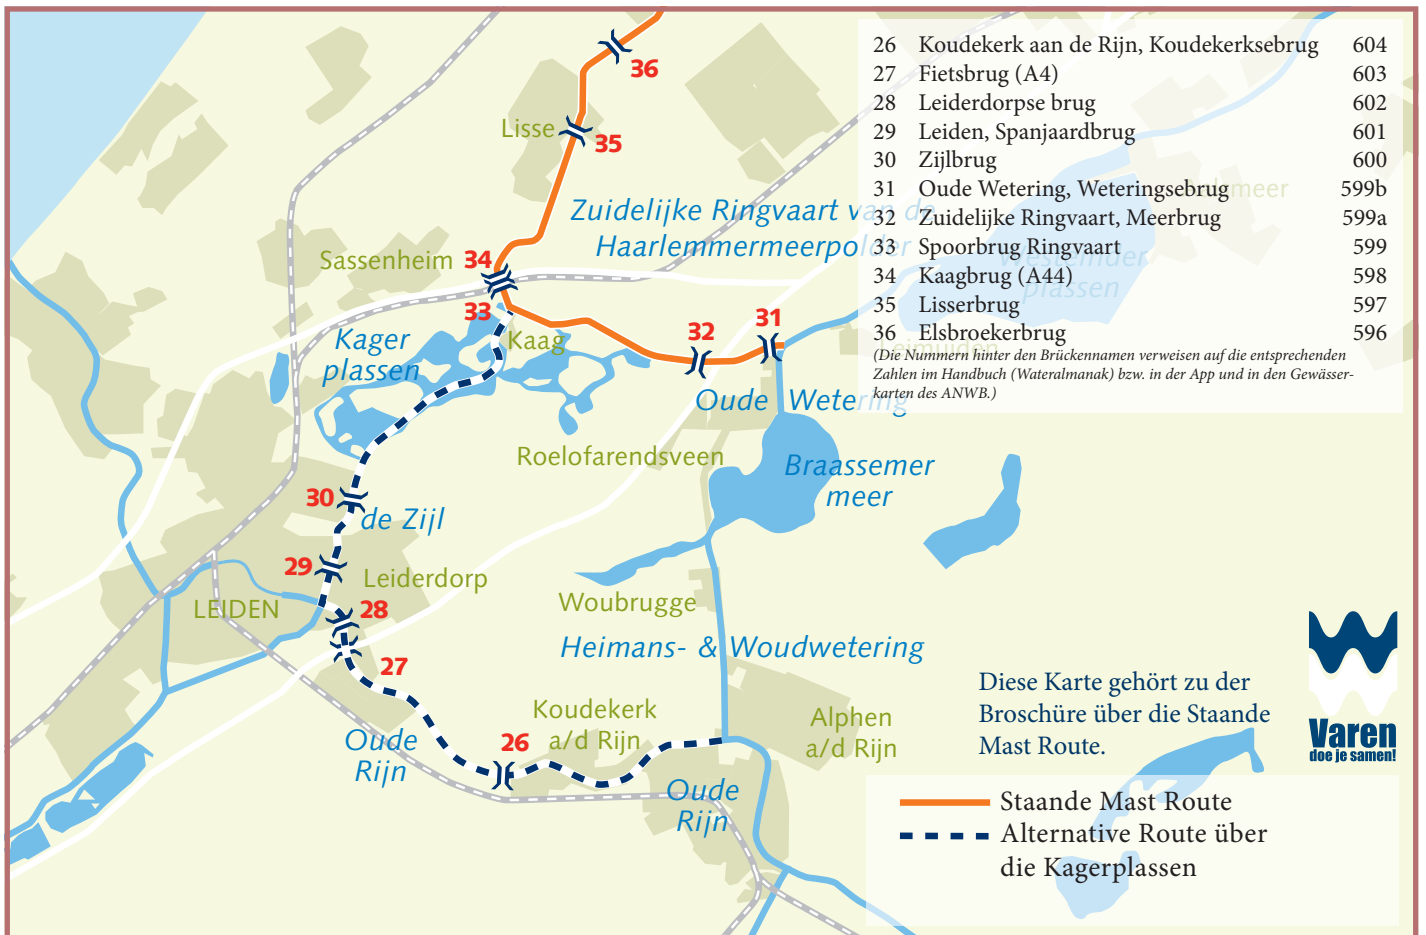 26 Koudekerk aan de Rijn, Koudekerksebrug 604
27 Fietsbrug (A4) 603
28 Leiderdorpse brug 602
29 Leiden, Spanjaardbrug 601
30 Zijlbrug 600
31 Oude Wetering, Weteringsebrug 599b
32 Zuidelijke Ringvaart, Meerbrug 599a
33 Spoorbrug Ringvaart 599
34 Kaagbrug (A44) 598
35 Lisserbrug 597
36 Elsbroekerbrug 596
(Die Nummern hinter den Brückennamen verweisen auf die entsprechenden
Zahlen im Handbuch (Wateralmanak) bzw. in der App und in den Gewässer-
karten des ANWB.)
36
Lisse
35
Zuidelijke Ringvaart van de
Haarlemmermeerpolder
Sassenheim
34
33
Westeinder
plassen
Kager
plassen
Kaag
32
31
Leimuiden
Oude Wetering
Roelofarendsveen
Braassemer
meer
30
de Zijl
29
Leiderdorp
LEIDEN
28
Woubrugge
Heimans- & Woudwetering
27
Koudekerk
a/d Rijn
26
Alphen
a/d Rijn
Oude
Rijn
Oude
Rijn
Diese Karte gehört zu der
Broschüre über die Staande
Mast Route.
Varen
doe je samen!
Staande Mast Route
Alternative Route über
die Kagerplassen